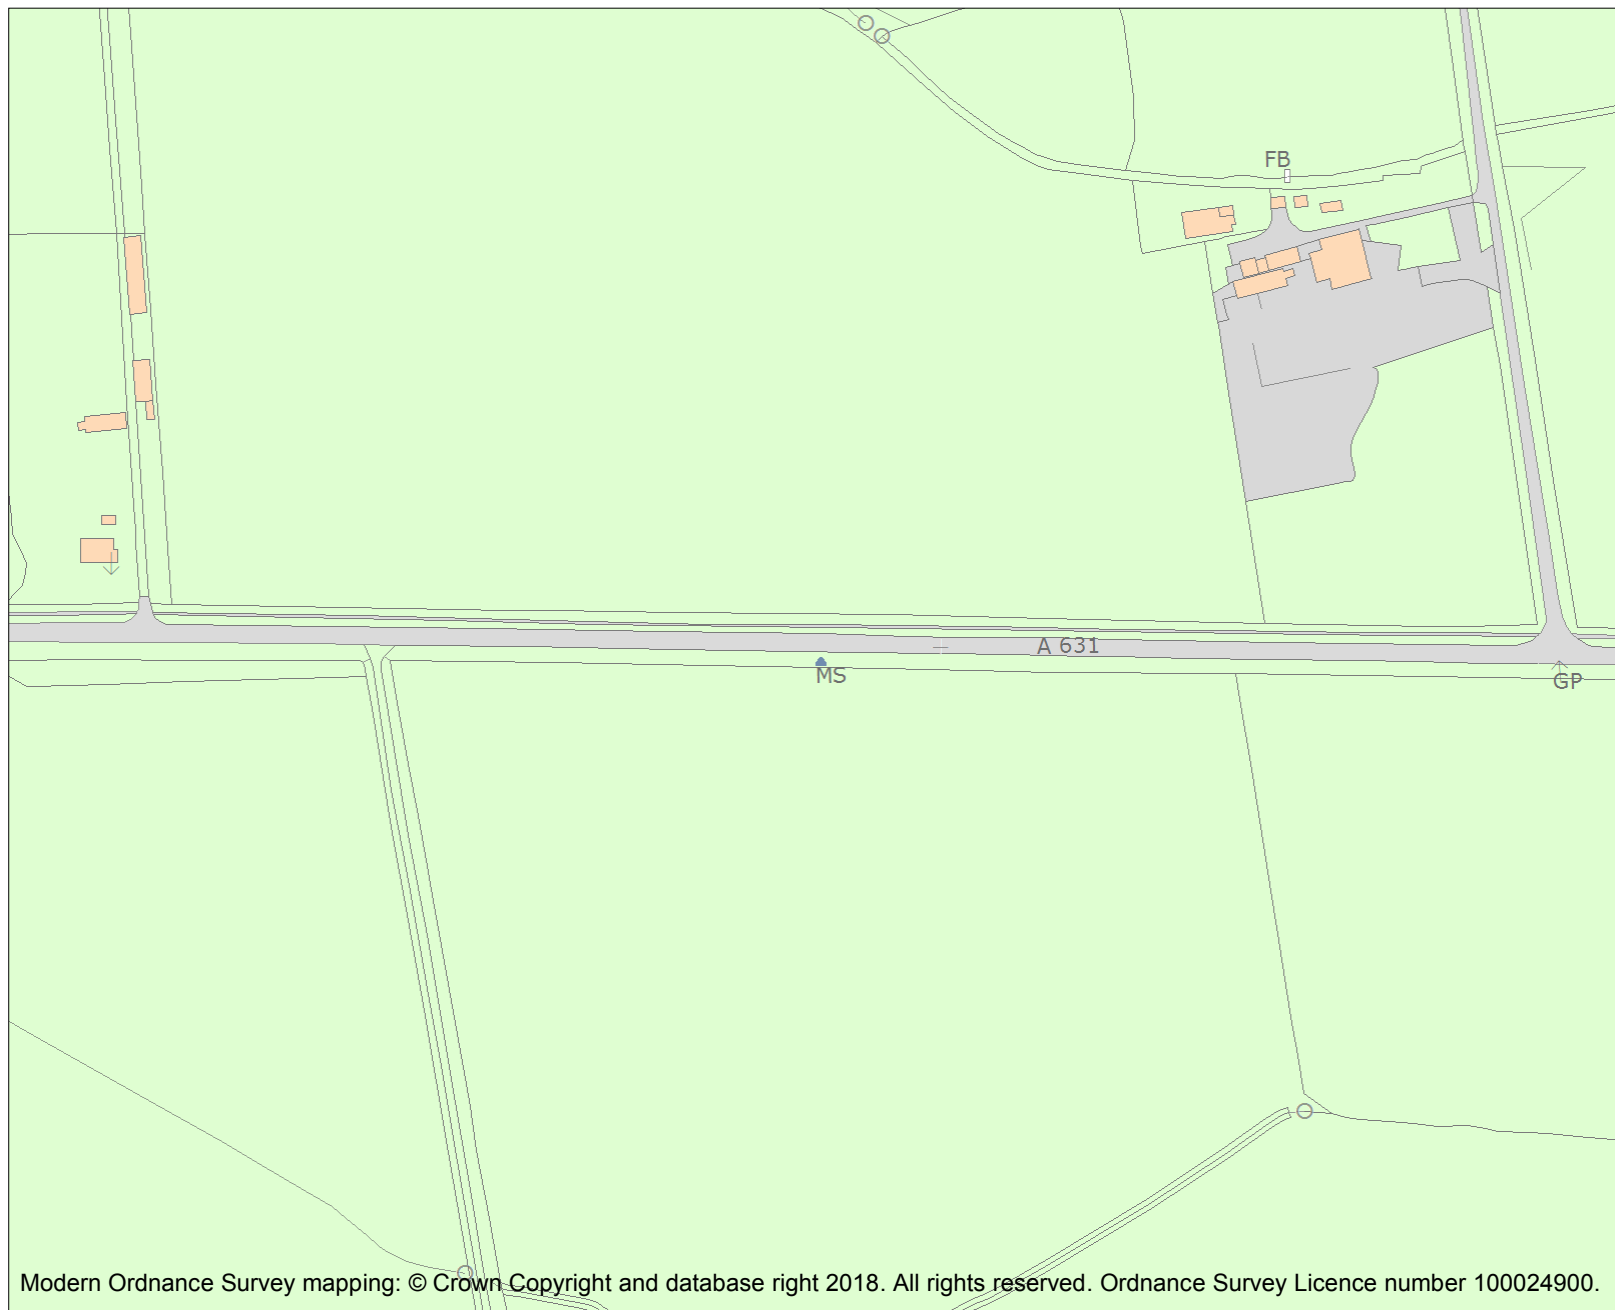 FB
A 631
MS
GP
Modern Ordnance Survey mapping: © Crown Copyright and database right 2018. All rights reserved. Ordnance Survey Licence number 100024900.